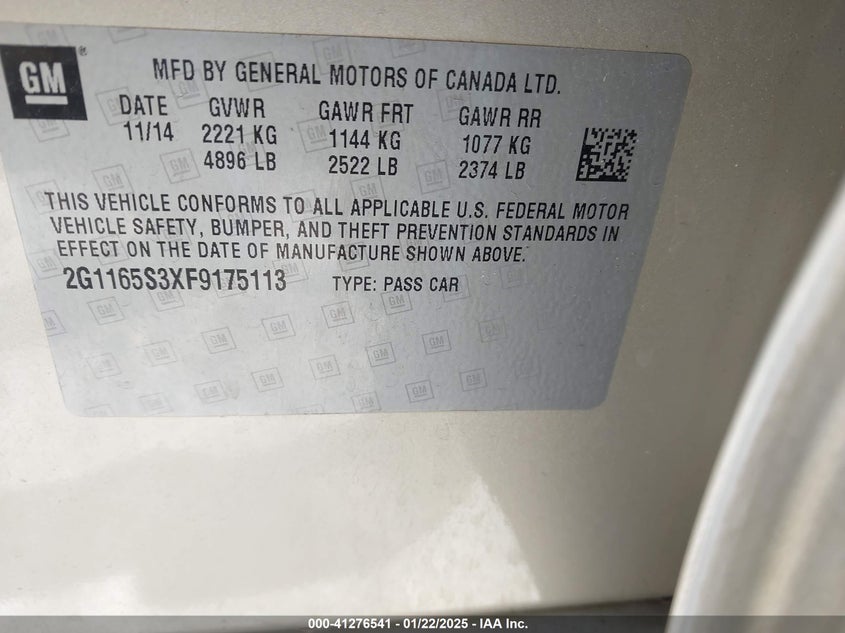 GM®
MFD BY GENERAL MOTORS OF CANADA LTD.
DATE GVWR GAWR FRT GAWR RR
11/14 2221 KG 1144 KG 1077 KG
4896 LB 2522 LB 2374 LB
THIS VEHICLE CONFORMS TO ALL APPLICABLE U.S. FEDERAL MOTOR
VEHICLE SAFETY, BUMPER, AND THEFT PREVENTION STANDARDS IN
EFFECT ON THE DATE OF MANUFACTURE SHOWN ABOVE.
2G1165S3XF9175113 TYPE: PASS CAR
000-41276541 - 01/22/2025 - IAA Inc.